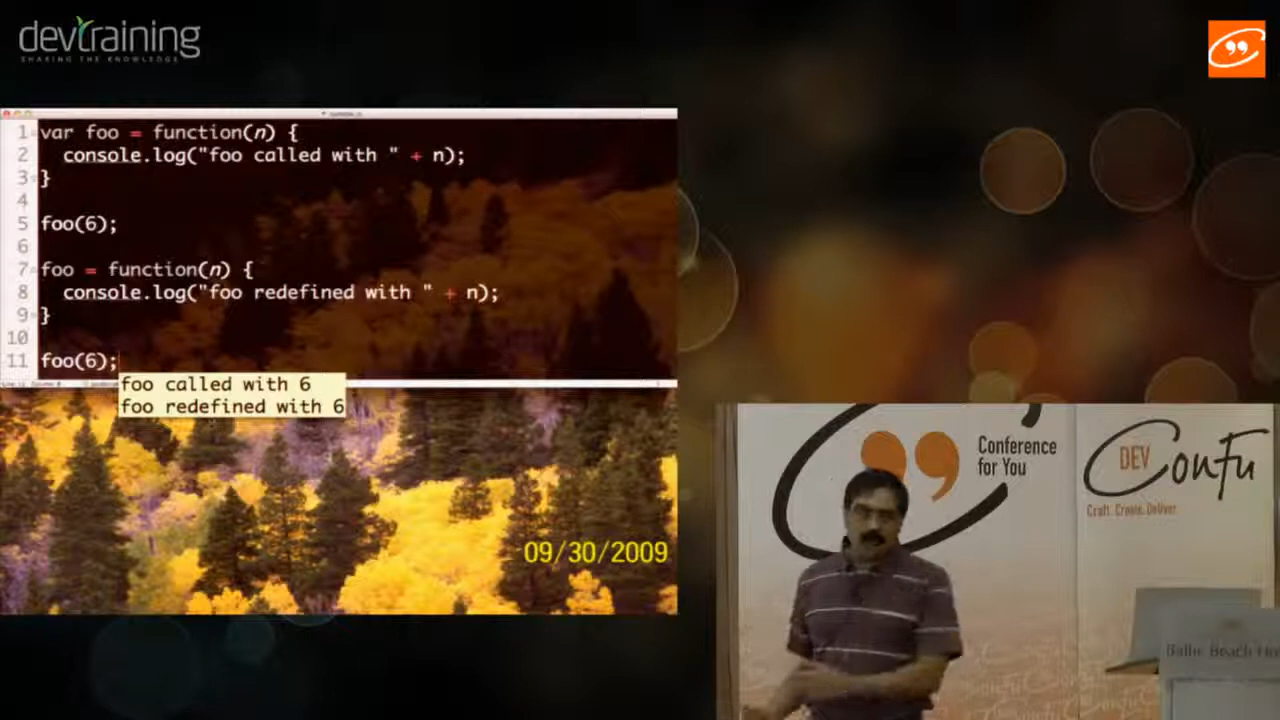 devtraining
SHARING THE KNOWLEDGE
1 var foo = function(n) {
2 console.log("foo called with " + n);
3 }
4
5 foo(6);
6
7 foo = function(n) {
8 console.log("foo redefined with " + n);
9 }
10
11 foo(6);
foo called with 6
foo redefined with 6
09/30/2009
Conference
for You
DEV
Confu
Craft. Create. Deliver
Baltic Beach